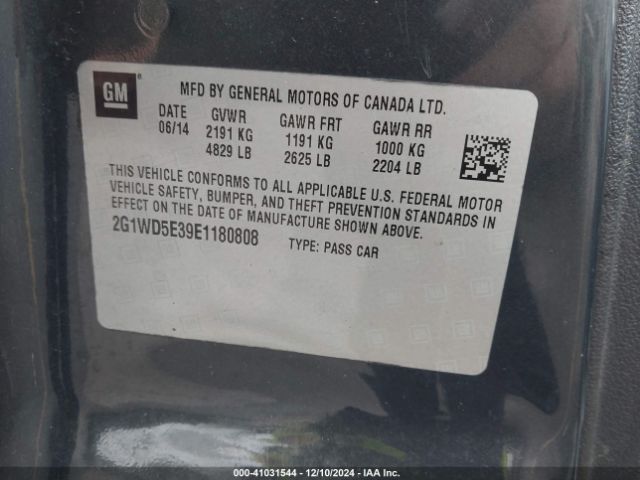 GM ®
MFD BY GENERAL MOTORS OF CANADA LTD.
DATE GVWR GAWR FRT GAWR RR
06/14 2191 KG 1191 KG 1000 KG
4829 LB 2625 LB 2204 LB
THIS VEHICLE CONFORMS TO ALL APPLICABLE U.S. FEDERAL MOTOR
VEHICLE SAFETY, BUMPER, AND THEFT PREVENTION STANDARDS IN
EFFECT ON THE DATE OF MANUFACTURE SHOWN ABOVE.
2G1WD5E39E1180808 TYPE: PASS CAR
000-41031544 - 12/10/2024 - IAA Inc.